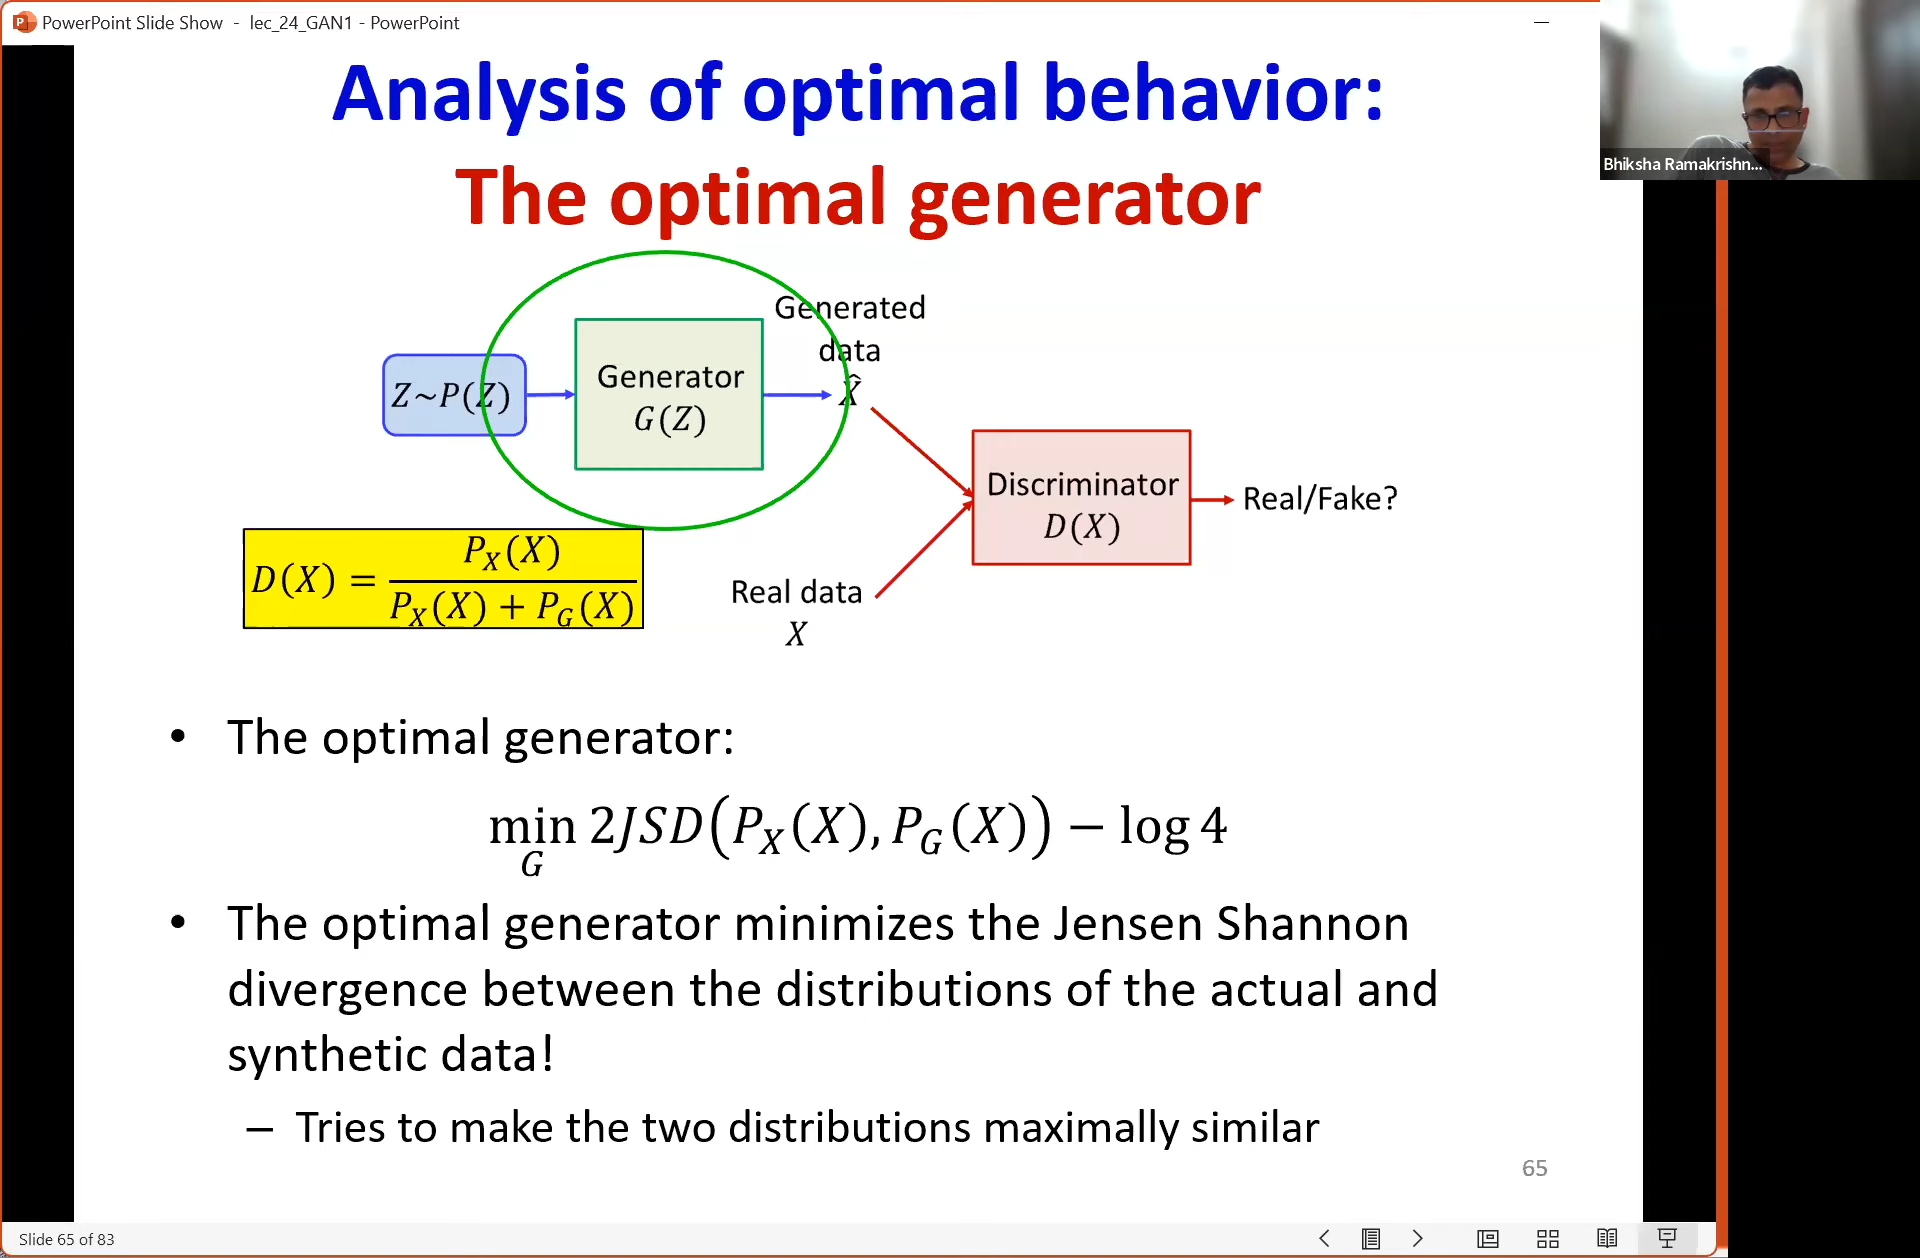 PowerPoint Slide Show - lec_24_GAN1 - PowerPoint
Bhiksha Ramakrishn...
Analysis of optimal behavior:
The optimal generator
Z~P(Z)
Generator
G(Z)
Generated
data
X̂
Discriminator
D(X)
Real/Fake?
Real data
X
D(X) = P_X(X) / (P_X(X) + P_G(X))
• The optimal generator:
min_G 2JSD(P_X(X), P_G(X)) − log 4
• The optimal generator minimizes the Jensen Shannon
divergence between the distributions of the actual and
synthetic data!
– Tries to make the two distributions maximally similar
65
Slide 65 of 83